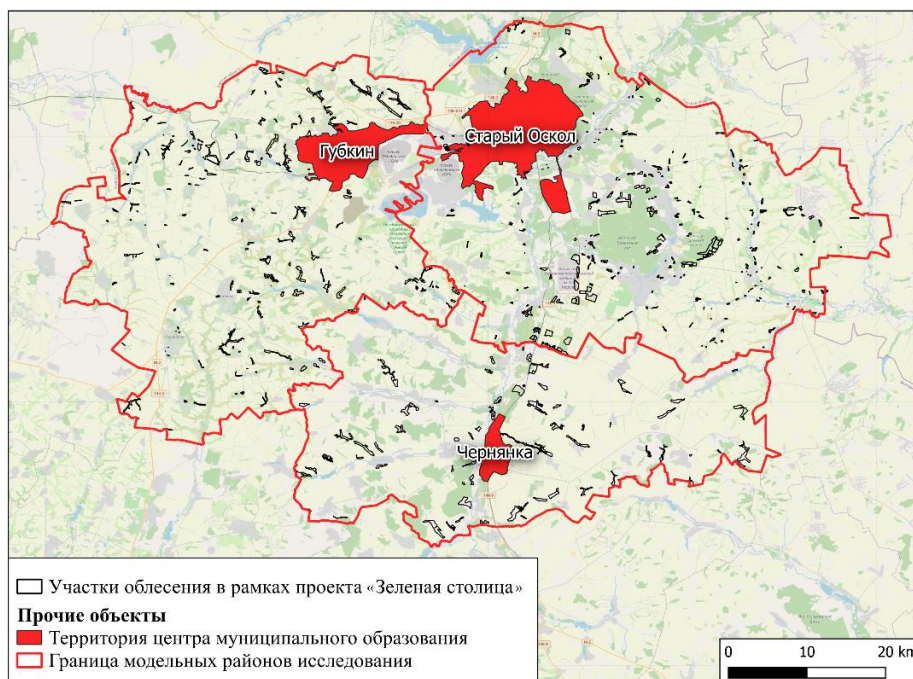 Старый Оскол
Губкин
Чернянка
Участки облесения в рамках проекта «Зеленая столица»
Прочие объекты
Территория центра муниципального образования
Граница модельных районов исследования
0 10 20 km